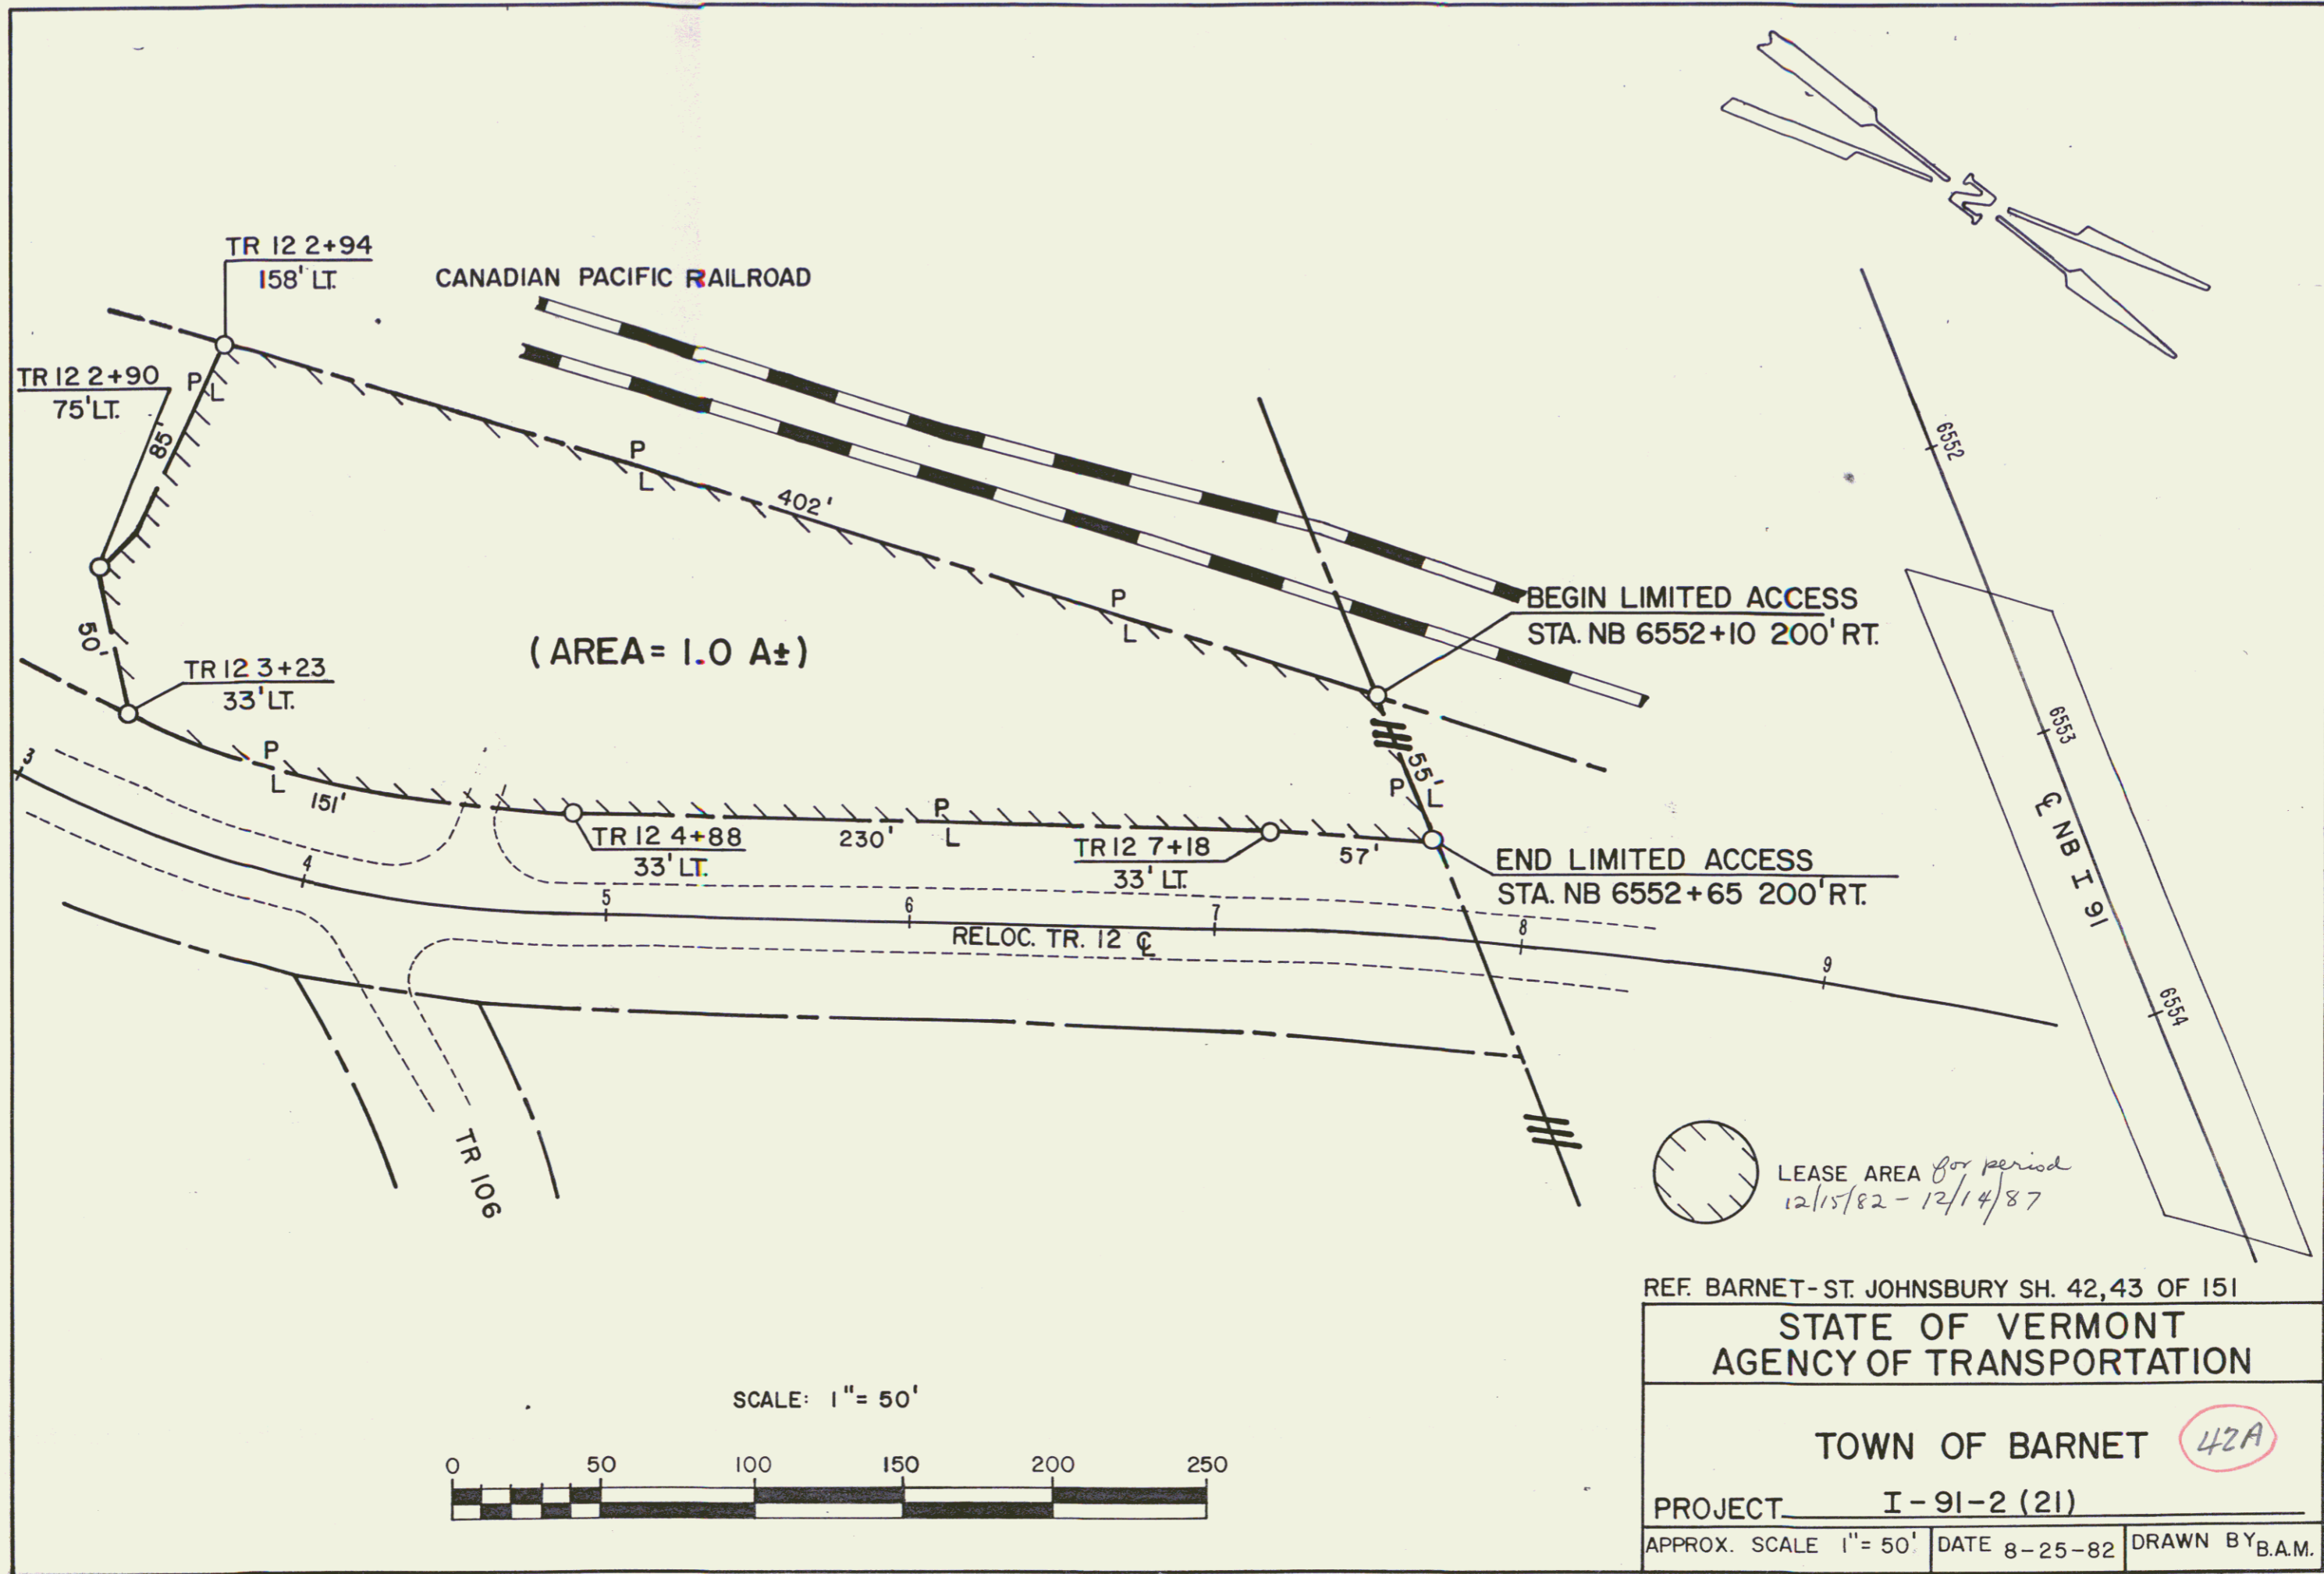 N
TR 12 2+94
158' LT.
CANADIAN PACIFIC RAILROAD
TR 12 2+90
75' LT.
P
L
85'
P
L
402'
6552
BEGIN LIMITED ACCESS
STA. NB 6552+10 200' RT.
P
L
50'
(AREA= 1.0 A±)
TR 12 3+23
33' LT.
6553
3
P
L
151'
55'
P
L
℄ NB I 91
TR 12 4+88
33' LT.
230'
P
L
TR 12 7+18
33' LT.
57'
END LIMITED ACCESS
STA. NB 6552+65 200' RT.
4
5
6
7
8
9
RELOC. TR. 12 ℄
6554
TR 106
LEASE AREA for period
12/15/82 - 12/14/87
REF. BARNET-ST. JOHNSBURY SH. 42,43 OF 151
STATE OF VERMONT
AGENCY OF TRANSPORTATION
SCALE: 1"= 50'
0 50 100 150 200 250
TOWN OF BARNET 42A
PROJECT I-91-2 (21)
APPROX. SCALE 1"= 50' DATE 8-25-82 DRAWN BY B.A.M.